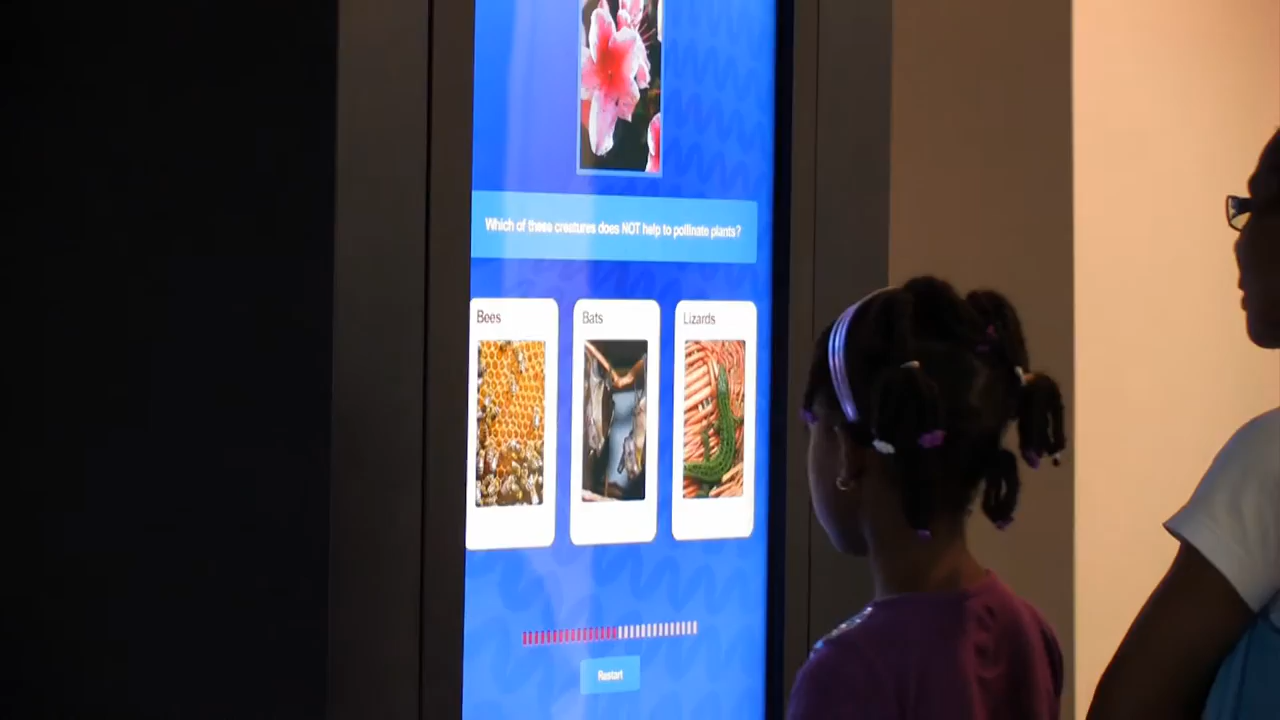 Which of these creatures does NOT help to pollinate plants?
Bees
Bats
Lizards
Restart